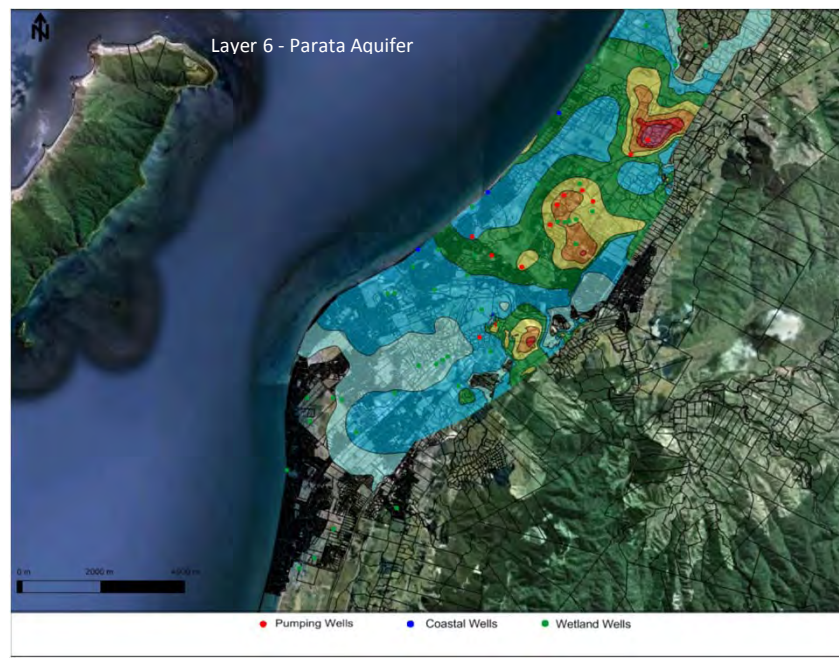 N
Layer 6 - Parata Aquifer
0 m 2000 m 4000 m
Pumping Wells Coastal Wells Wetland Wells